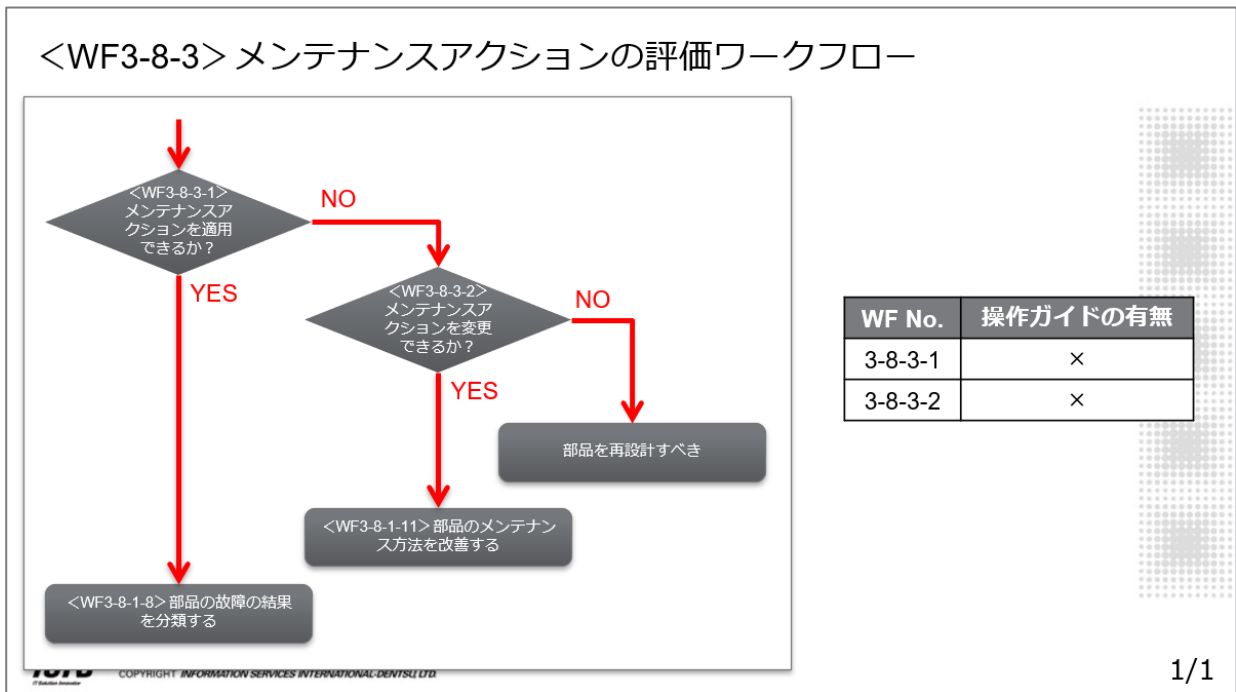 ＜WF3-8-3＞メンテナンスアクションの評価ワークフロー
＜WF3-8-3-1＞
メンテナンスア
クションを適用
できるか？
NO
YES
＜WF3-8-3-2＞
メンテナンスア
クションを変更
できるか？
NO
YES
部品を再設計すべき
＜WF3-8-1-11＞部品のメンテナン
ス方法を改善する
＜WF3-8-1-8＞部品の故障の結果
を分類する
WF No. 操作ガイドの有無
3-8-3-1 ×
3-8-3-2 ×
IT Solution Innovator
COPYRIGHT INFORMATION SERVICES INTERNATIONAL-DENTSU, LTD.
1/1